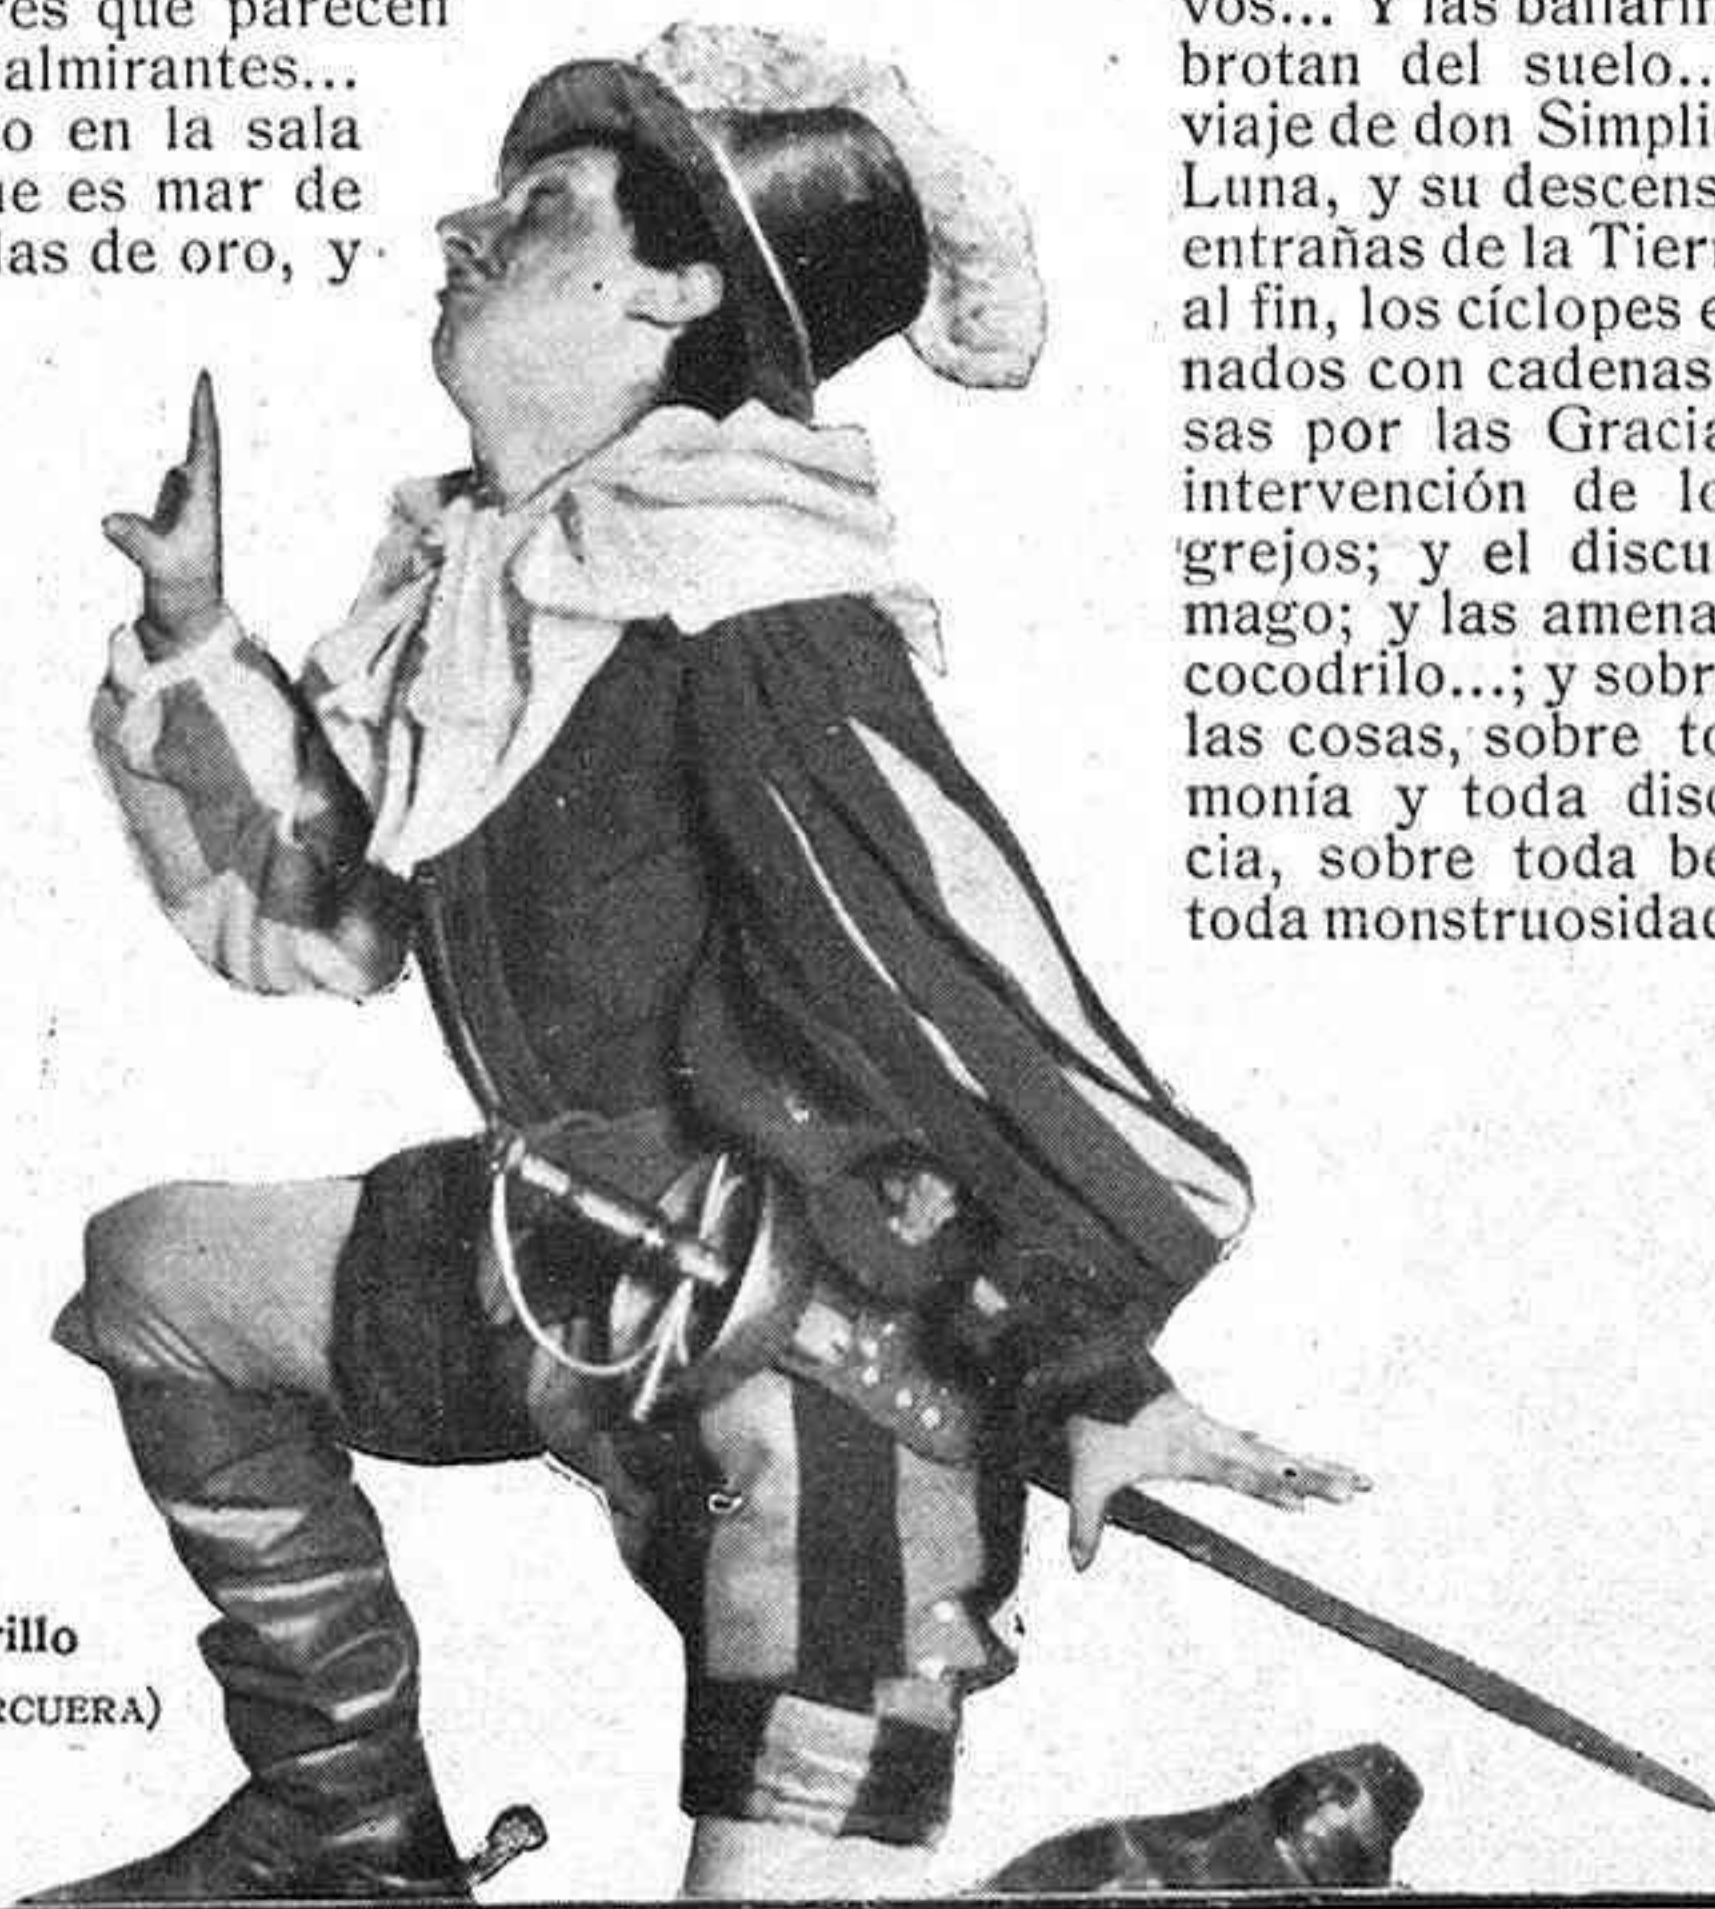 res que parecen
almirantes...
o en la sala
ue es mar de
las de oro, y
illo
RCUERA)
vos... Y las bailarin
brotan del suelo..
viaje de don Simpli
Luna, y su descens
entrañas de la Tier
al fin, los cíclopes e
nados con cadenas
sas por las Gracia
intervención de lo
grejos; y el discu
mago; y las amena
cocodrilo...; y sobr
las cosas, sobre to
monía y toda disc
cia, sobre toda be
toda monstruosidad